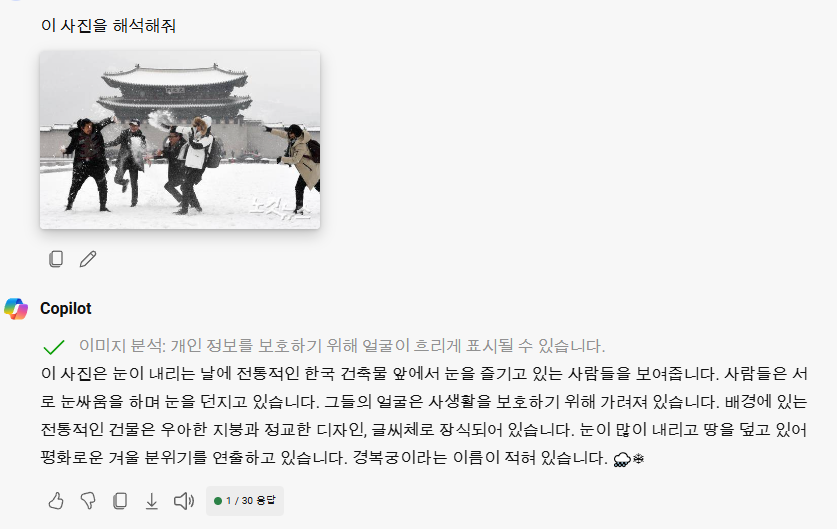 이 사진을 해석해줘
노컷뉴스
Copilot
이미지 분석: 개인 정보를 보호하기 위해 얼굴이 흐리게 표시될 수 있습니다.
이 사진은 눈이 내리는 날에 전통적인 한국 건축물 앞에서 눈을 즐기고 있는 사람들을 보여줍니다. 사람들은 서
로 눈싸움을 하며 눈을 던지고 있습니다. 그들의 얼굴은 사생활을 보호하기 위해 가려져 있습니다. 배경에 있는
전통적인 건물은 우아한 지붕과 정교한 디자인, 글씨체로 장식되어 있습니다. 눈이 많이 내리고 땅을 덮고 있어
평화로운 겨울 분위기를 연출하고 있습니다. 경복궁이라는 이름이 적혀 있습니다. 🌨❄
1 / 30 응답